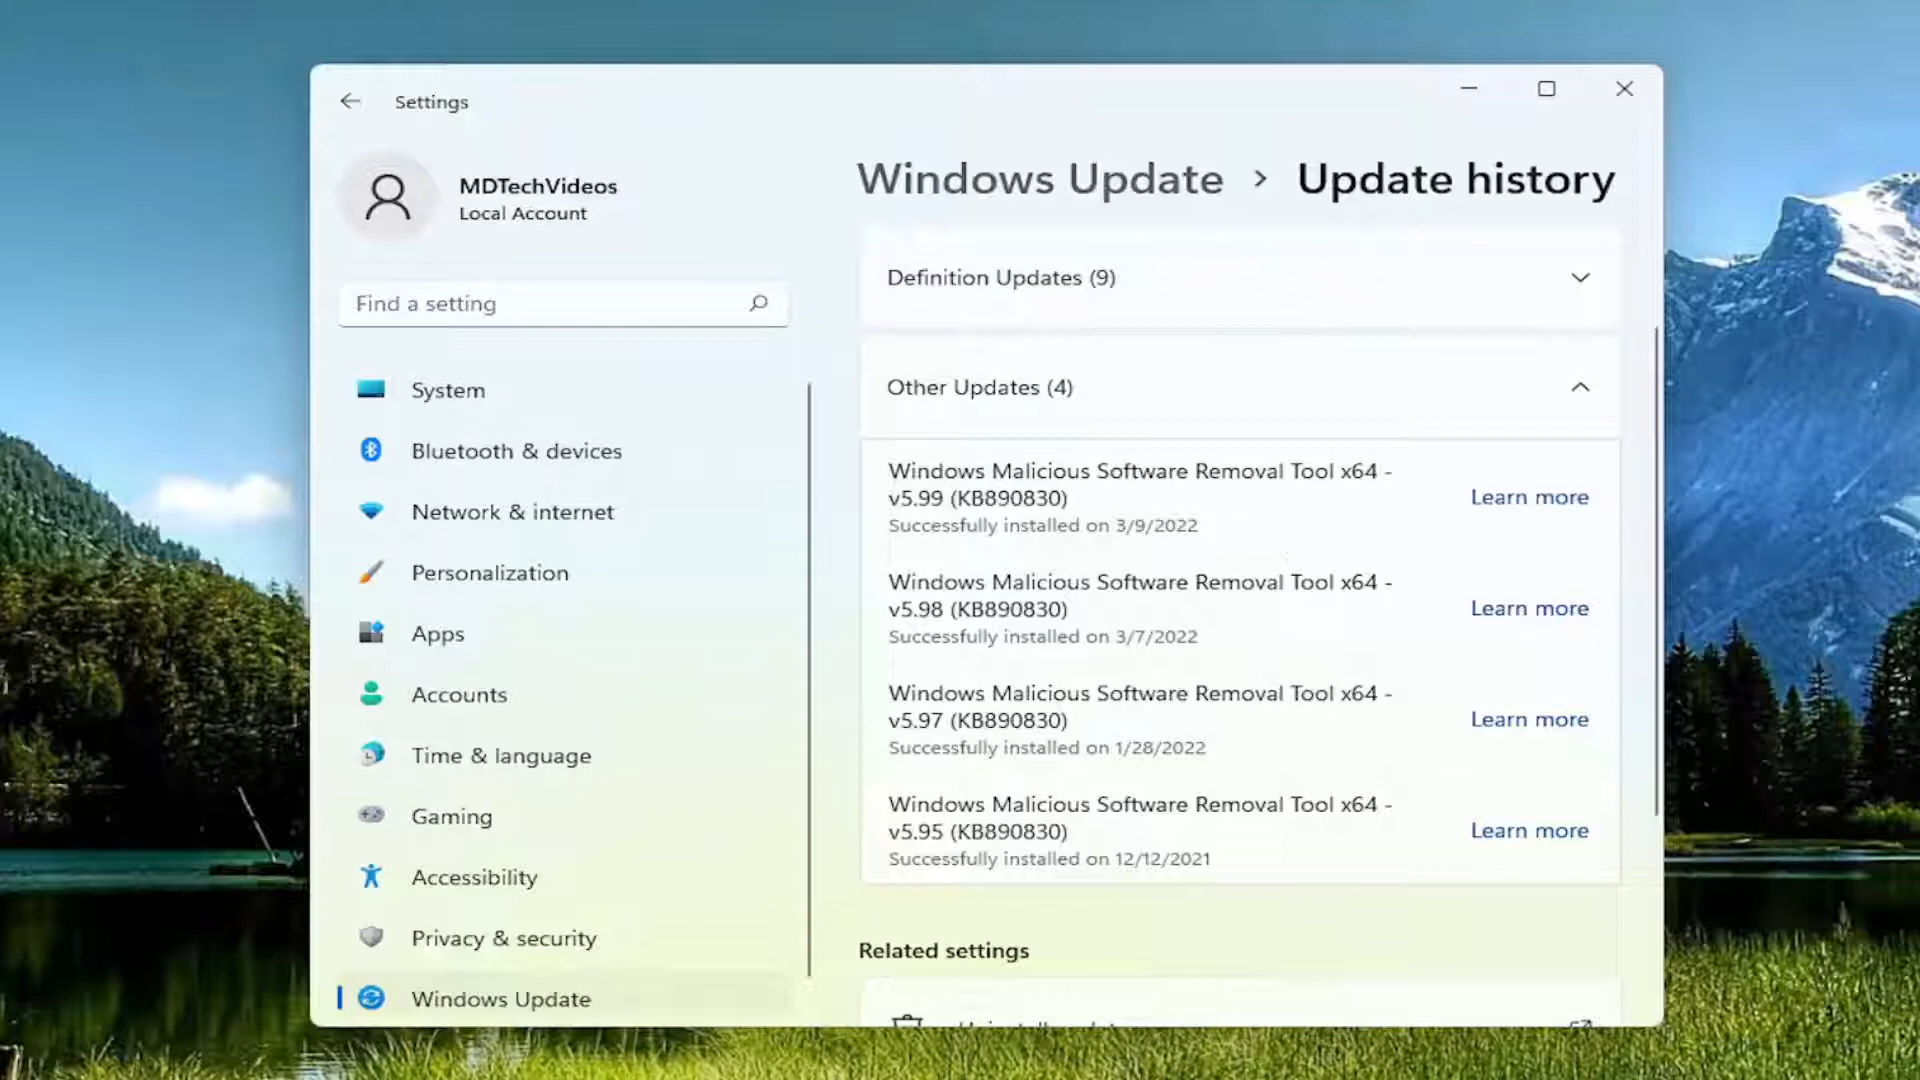 Settings
MDTechVideos
Local Account
Find a setting
System
Bluetooth & devices
Network & internet
Personalization
Apps
Accounts
Time & language
Gaming
Accessibility
Privacy & security
Windows Update
Windows Update > Update history
Definition Updates (9)
Other Updates (4)
Windows Malicious Software Removal Tool x64 -
v5.99 (KB890830)
Learn more
Successfully installed on 3/9/2022
Windows Malicious Software Removal Tool x64 -
v5.98 (KB890830)
Learn more
Successfully installed on 3/7/2022
Windows Malicious Software Removal Tool x64 -
v5.97 (KB890830)
Learn more
Successfully installed on 1/28/2022
Windows Malicious Software Removal Tool x64 -
v5.95 (KB890830)
Learn more
Successfully installed on 12/12/2021
Related settings